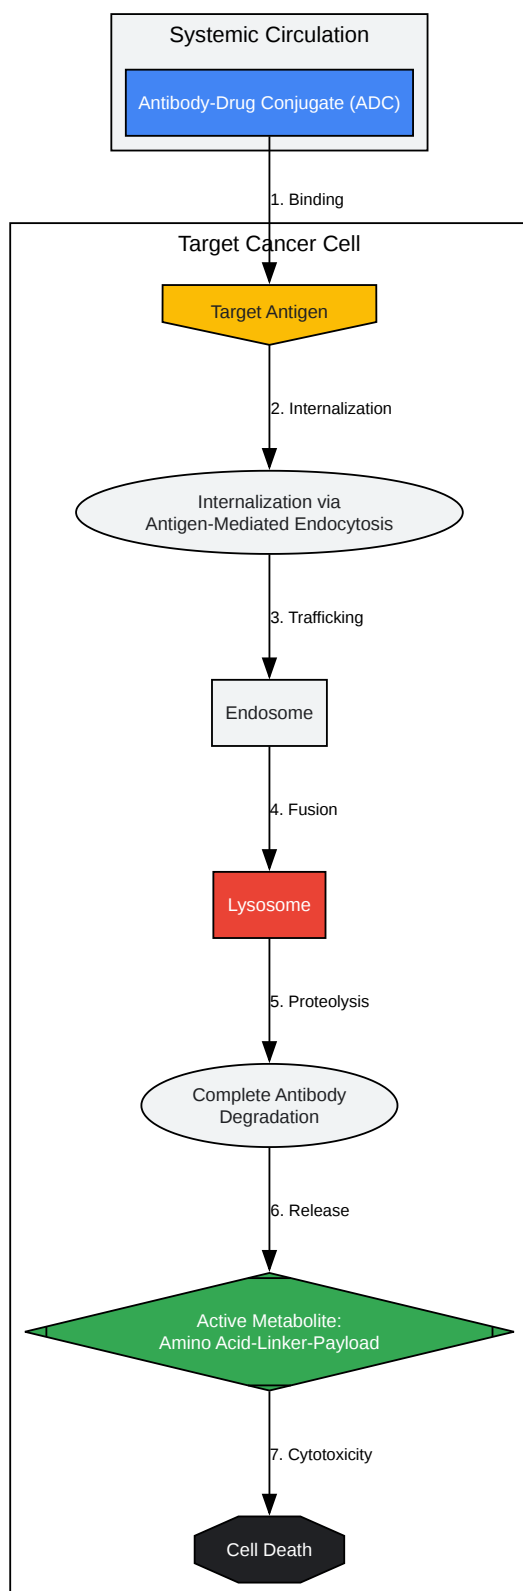 Systemic Circulation
Antibody-Drug Conjugate (ADC)
1. Binding
Target Cancer Cell
Target Antigen
2. Internalization
Internalization via
Antigen-Mediated Endocytosis
3. Trafficking
Endosome
4. Fusion
Lysosome
5. Proteolysis
Complete Antibody
Degradation
6. Release
Active Metabolite:
Amino Acid-Linker-Payload
7. Cytotoxicity
Cell Death